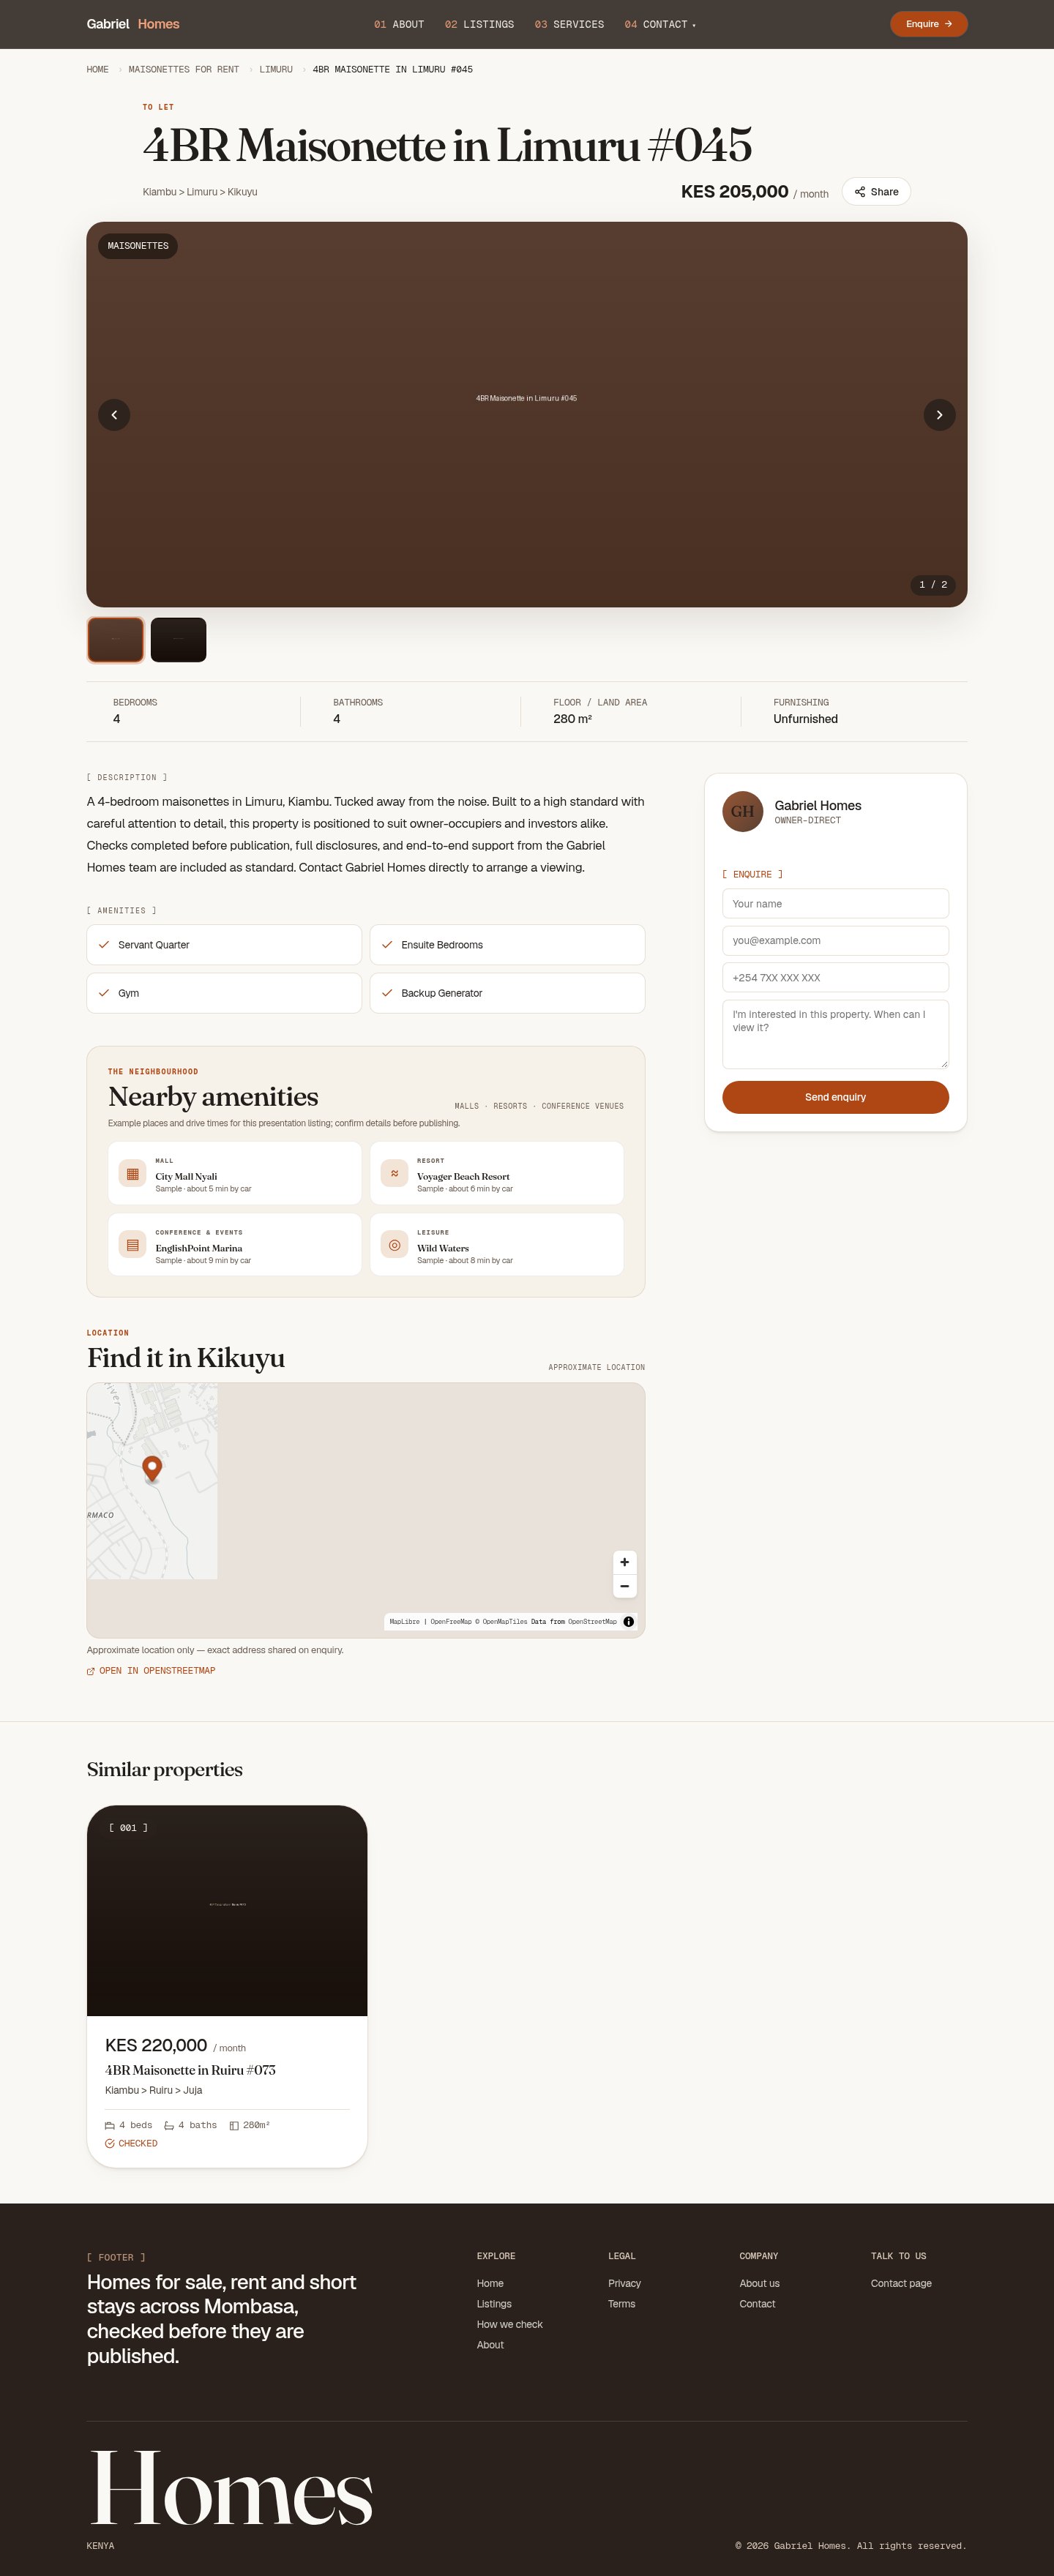 Gabriel Homes
01 ABOUT 02 LISTINGS 03 SERVICES 04 CONTACT ▾
Enquire →
HOME › MAISONETTES FOR RENT › LIMURU › 4BR MAISONETTE IN LIMURU #045
TO LET
4BR Maisonette in Limuru #045
Kiambu > Limuru > Kikuyu
KES 205,000 / month
Share
MAISONETTES
4BR Maisonette in Limuru #045
1 / 2
BEDROOMS
4
BATHROOMS
4
FLOOR / LAND AREA
280 m²
FURNISHING
Unfurnished
[ DESCRIPTION ]
A 4-bedroom maisonettes in Limuru, Kiambu. Tucked away from the noise. Built to a high standard with
careful attention to detail, this property is positioned to suit owner-occupiers and investors alike.
Checks completed before publication, full disclosures, and end-to-end support from the Gabriel
Homes team are included as standard. Contact Gabriel Homes directly to arrange a viewing.
[ AMENITIES ]
Servant Quarter
Ensuite Bedrooms
Gym
Backup Generator
GH
Gabriel Homes
OWNER-DIRECT
[ ENQUIRE ]
Your name
you@example.com
+254 7XX XXX XXX
I'm interested in this property. When can I
view it?
Send enquiry
THE NEIGHBOURHOOD
Nearby amenities
MALLS · RESORTS · CONFERENCE VENUES
Example places and drive times for this presentation listing; confirm details before publishing.
MALL
City Mall Nyali
Sample · about 5 min by car
RESORT
Voyager Beach Resort
Sample · about 6 min by car
CONFERENCE & EVENTS
EnglishPoint Marina
Sample · about 9 min by car
LEISURE
Wild Waters
Sample · about 8 min by car
LOCATION
Find it in Kikuyu
APPROXIMATE LOCATION
RMACO
MapLibre | OpenFreeMap © OpenMapTiles Data from OpenStreetMap
Approximate location only — exact address shared on enquiry.
OPEN IN OPENSTREETMAP
Similar properties
[ 001 ]
KES 220,000 / month
4BR Maisonette in Ruiru #073
Kiambu > Ruiru > Juja
4 beds 4 baths 280m²
CHECKED
[ FOOTER ]
Homes for sale, rent and short
stays across Mombasa,
checked before they are
published.
EXPLORE
Home
Listings
How we check
About
LEGAL
Privacy
Terms
COMPANY
About us
Contact
TALK TO US
Contact page
Homes
KENYA
© 2026 Gabriel Homes. All rights reserved.